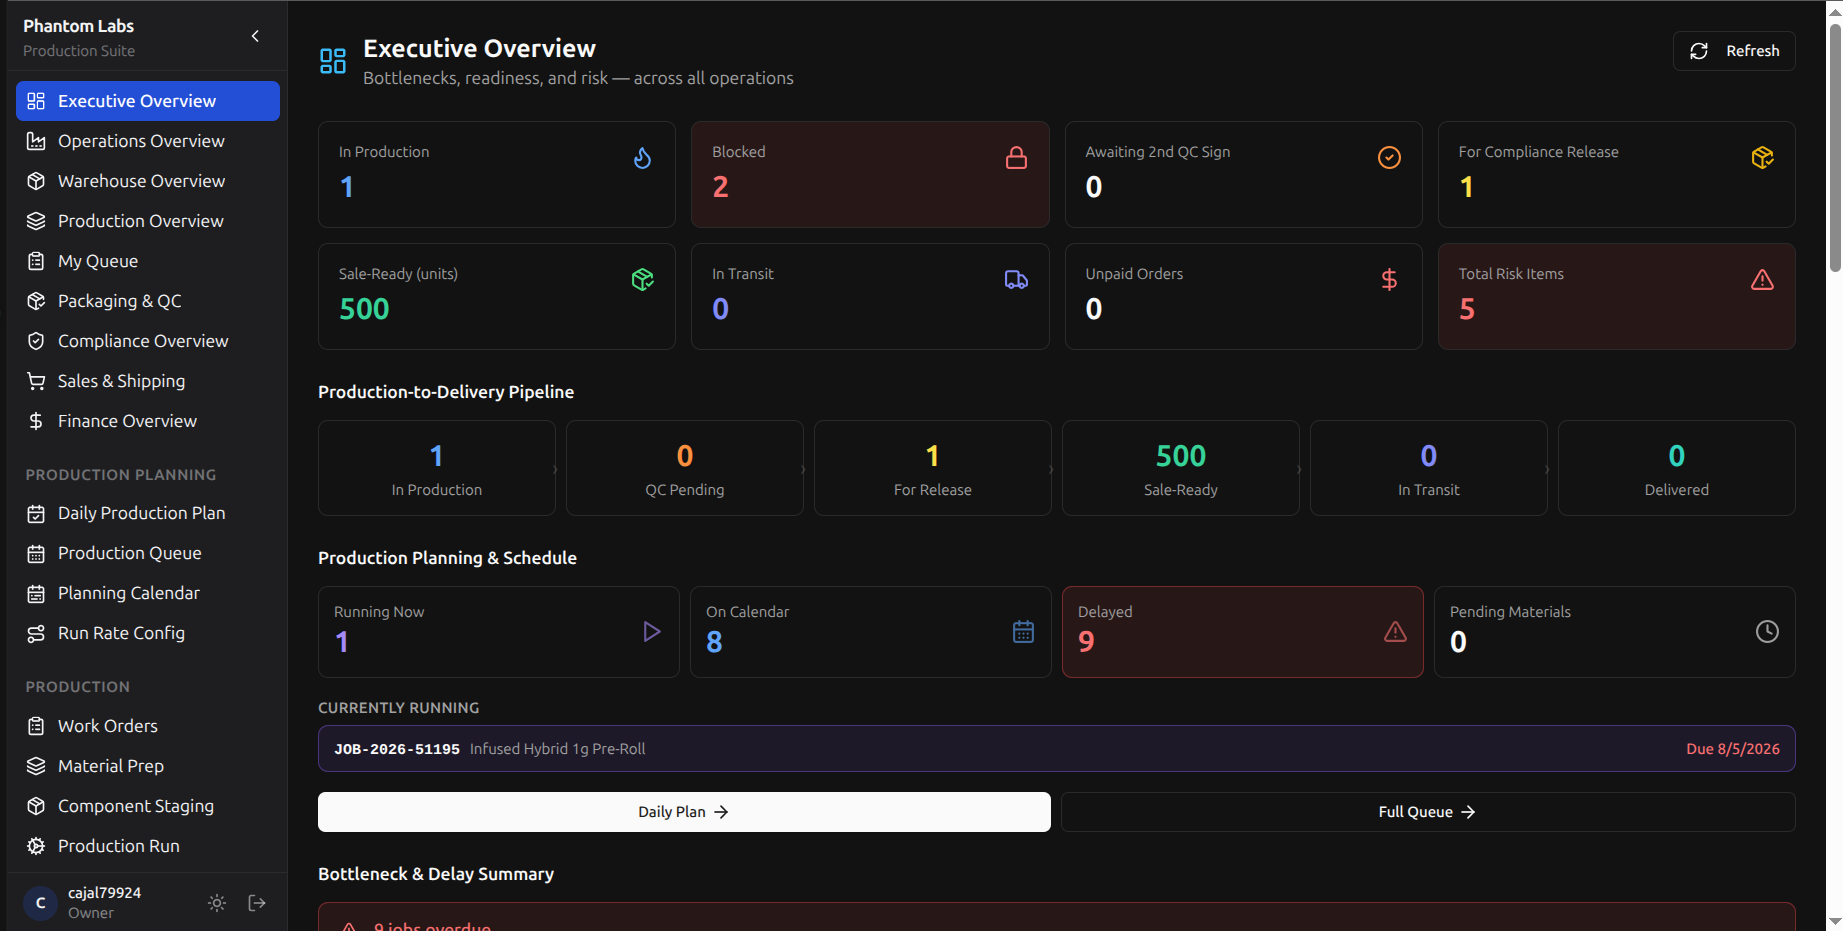 Phantom Labs
Production Suite
Executive Overview
Operations Overview
Warehouse Overview
Production Overview
My Queue
Packaging & QC
Compliance Overview
Sales & Shipping
Finance Overview
PRODUCTION PLANNING
Daily Production Plan
Production Queue
Planning Calendar
Run Rate Config
PRODUCTION
Work Orders
Material Prep
Component Staging
Production Run
C
cajal79924
Owner
Executive Overview
Bottlenecks, readiness, and risk — across all operations
Refresh
In Production
1
Blocked
2
Awaiting 2nd QC Sign
0
For Compliance Release
1
Sale-Ready (units)
500
In Transit
0
Unpaid Orders
0
Total Risk Items
5
Production-to-Delivery Pipeline
1
In Production
0
QC Pending
1
For Release
500
Sale-Ready
0
In Transit
0
Delivered
Production Planning & Schedule
Running Now
1
On Calendar
8
Delayed
9
Pending Materials
0
CURRENTLY RUNNING
JOB-2026-51195 Infused Hybrid 1g Pre-Roll
Due 8/5/2026
Daily Plan →
Full Queue →
Bottleneck & Delay Summary
9 jobs overdue